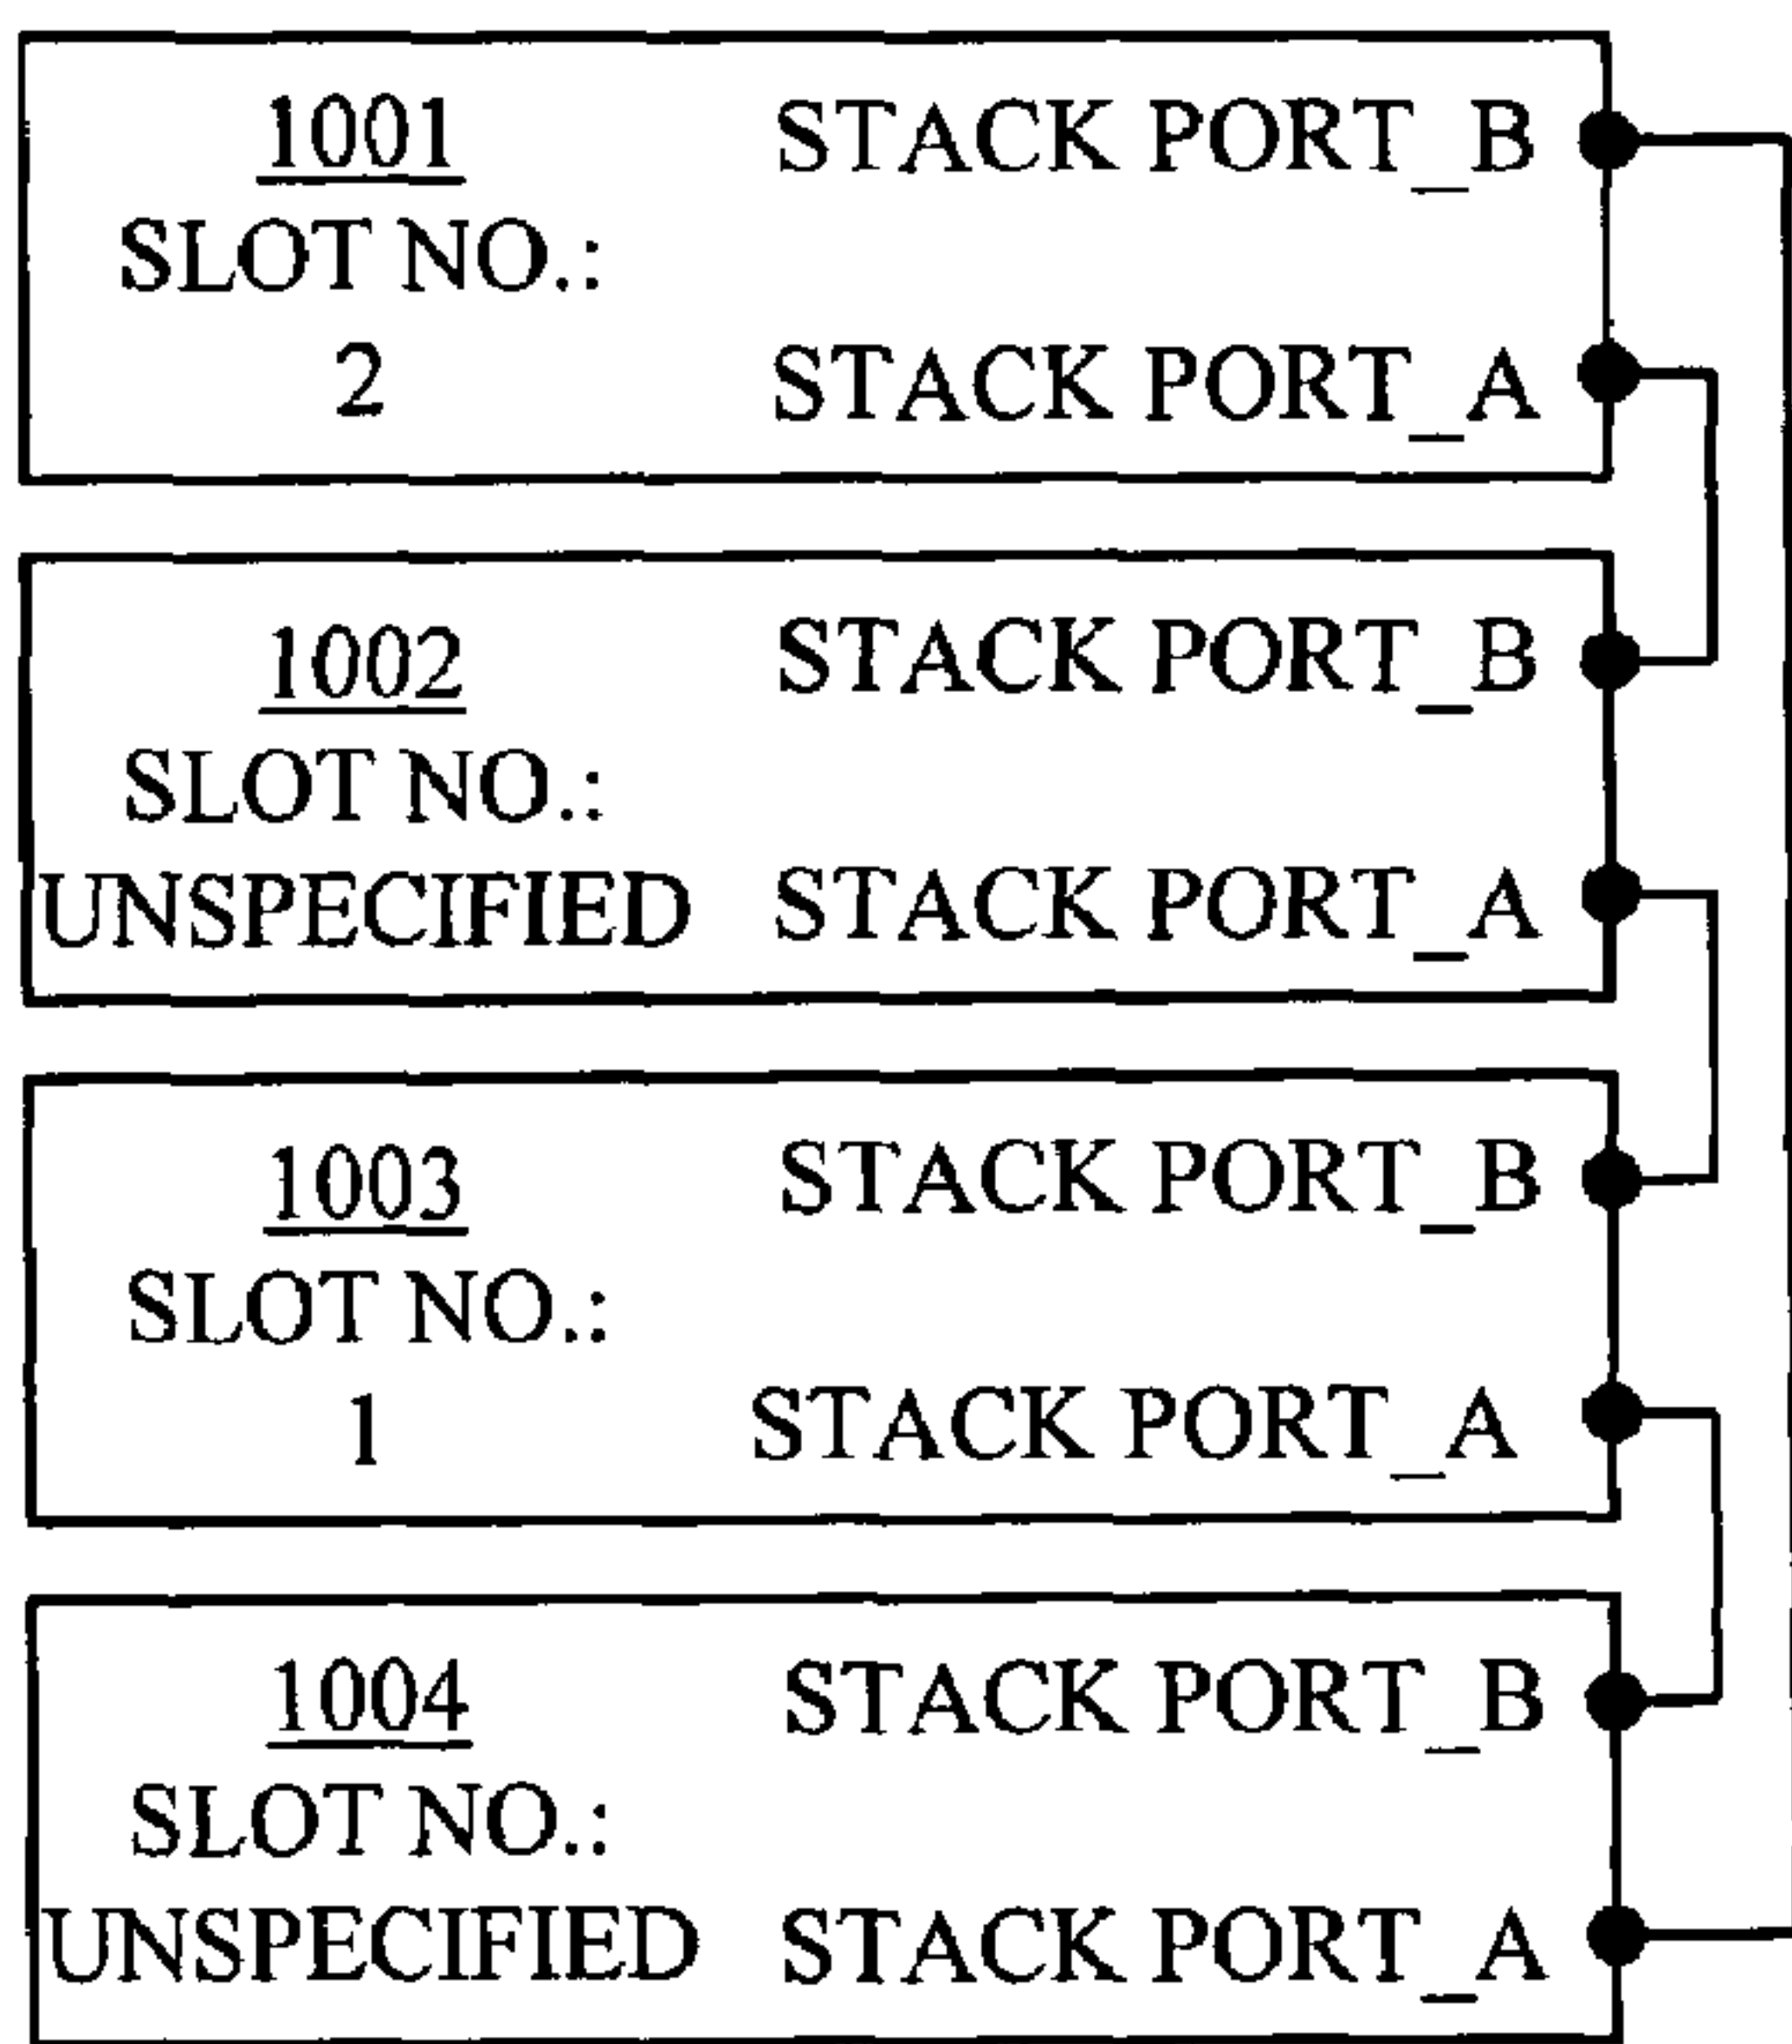 1001 STACK PORT_B
SLOT NO.:
2 STACK PORT_A
1002 STACK PORT_B
SLOT NO.:
UNSPECIFIED STACK PORT_A
1003 STACK PORT_B
SLOT NO.:
1 STACK PORT_A
1004 STACK PORT_B
SLOT NO.:
UNSPECIFIED STACK PORT_A